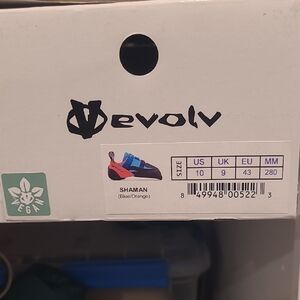 evolv
SIZE
US UK EU MM
10 9 43 280
SHAMAN
(Blue/Orange)
8 49948 00522 3
VEGAN